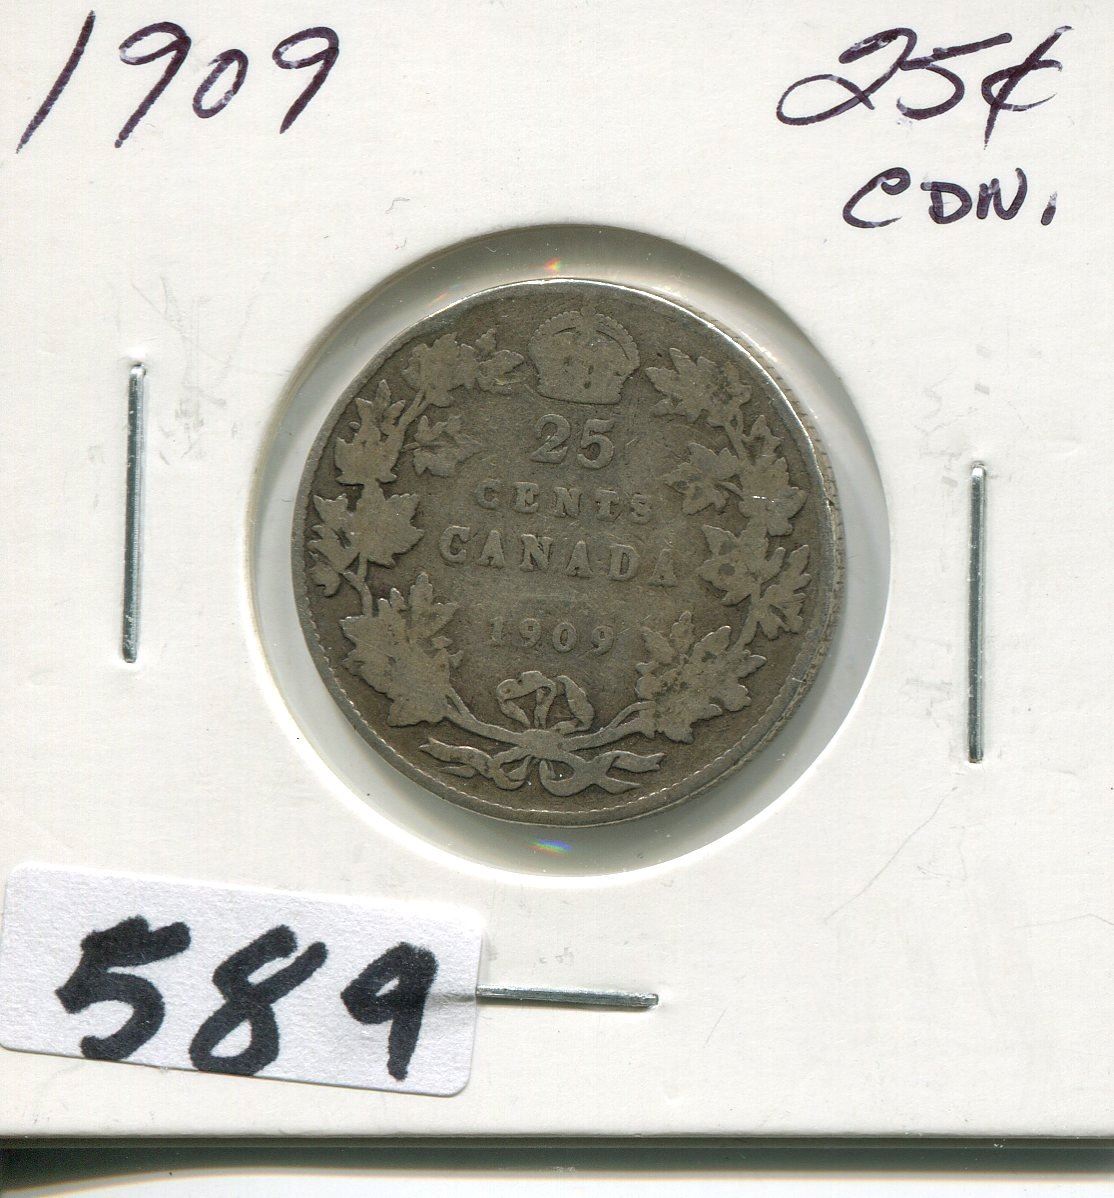 1909 25¢
CDN.
25
CENTS
CANADA
1909
589